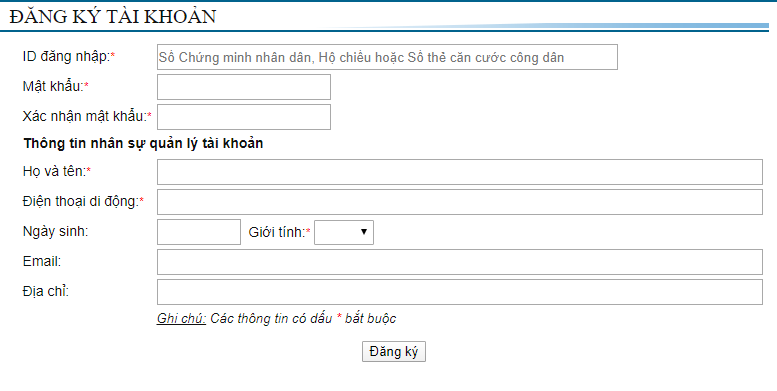 ĐĂNG KÝ TÀI KHOẢN
ID đăng nhập:* Số Chứng minh nhân dân, Hộ chiếu hoặc Số thẻ căn cước công dân
Mật khẩu:*
Xác nhận mật khẩu:*
Thông tin nhân sự quản lý tài khoản
Họ và tên:*
Điện thoại di động:*
Ngày sinh: Giới tính:*
Email:
Địa chỉ:
Ghi chú: Các thông tin có dấu * bắt buộc
Đăng ký